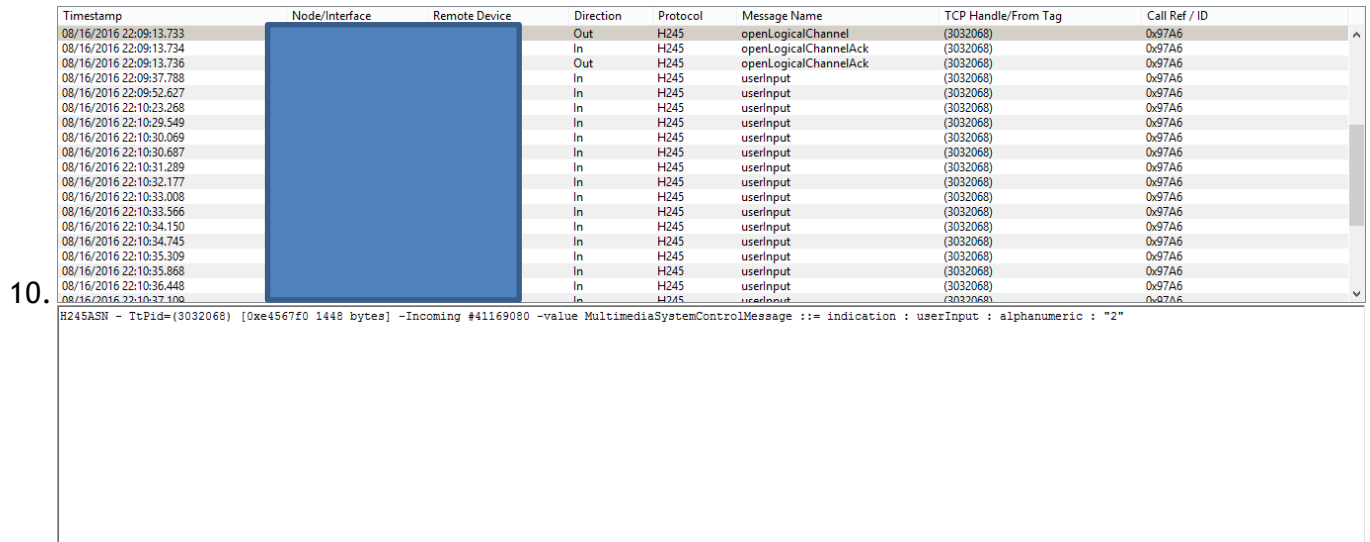 Timestamp Node/Interface Remote Device Direction Protocol Message Name TCP Handle/From Tag Call Ref / ID
08/16/2016 22:09:13.733 Out H245 openLogicalChannel (3032068) 0x97A6
08/16/2016 22:09:13.734 In H245 openLogicalChannelAck (3032068) 0x97A6
08/16/2016 22:09:13.736 Out H245 openLogicalChannelAck (3032068) 0x97A6
08/16/2016 22:09:37.788 In H245 userInput (3032068) 0x97A6
08/16/2016 22:09:52.627 In H245 userInput (3032068) 0x97A6
08/16/2016 22:10:23.268 In H245 userInput (3032068) 0x97A6
08/16/2016 22:10:29.549 In H245 userInput (3032068) 0x97A6
08/16/2016 22:10:30.069 In H245 userInput (3032068) 0x97A6
08/16/2016 22:10:30.687 In H245 userInput (3032068) 0x97A6
08/16/2016 22:10:31.289 In H245 userInput (3032068) 0x97A6
08/16/2016 22:10:32.177 In H245 userInput (3032068) 0x97A6
08/16/2016 22:10:33.008 In H245 userInput (3032068) 0x97A6
08/16/2016 22:10:33.566 In H245 userInput (3032068) 0x97A6
08/16/2016 22:10:34.150 In H245 userInput (3032068) 0x97A6
08/16/2016 22:10:34.745 In H245 userInput (3032068) 0x97A6
08/16/2016 22:10:35.309 In H245 userInput (3032068) 0x97A6
08/16/2016 22:10:35.868 In H245 userInput (3032068) 0x97A6
08/16/2016 22:10:36.448 In H245 userInput (3032068) 0x97A6
10. 08/16/2016 22:10:37.109 In H245 userInput (3032068) 0x97A6
H245ASN - TtPid=(3032068) [0xe4567f0 1448 bytes] -Incoming #41169080 -value MultimediaSystemControlMessage ::= indication : userInput : alphanumeric : "2"